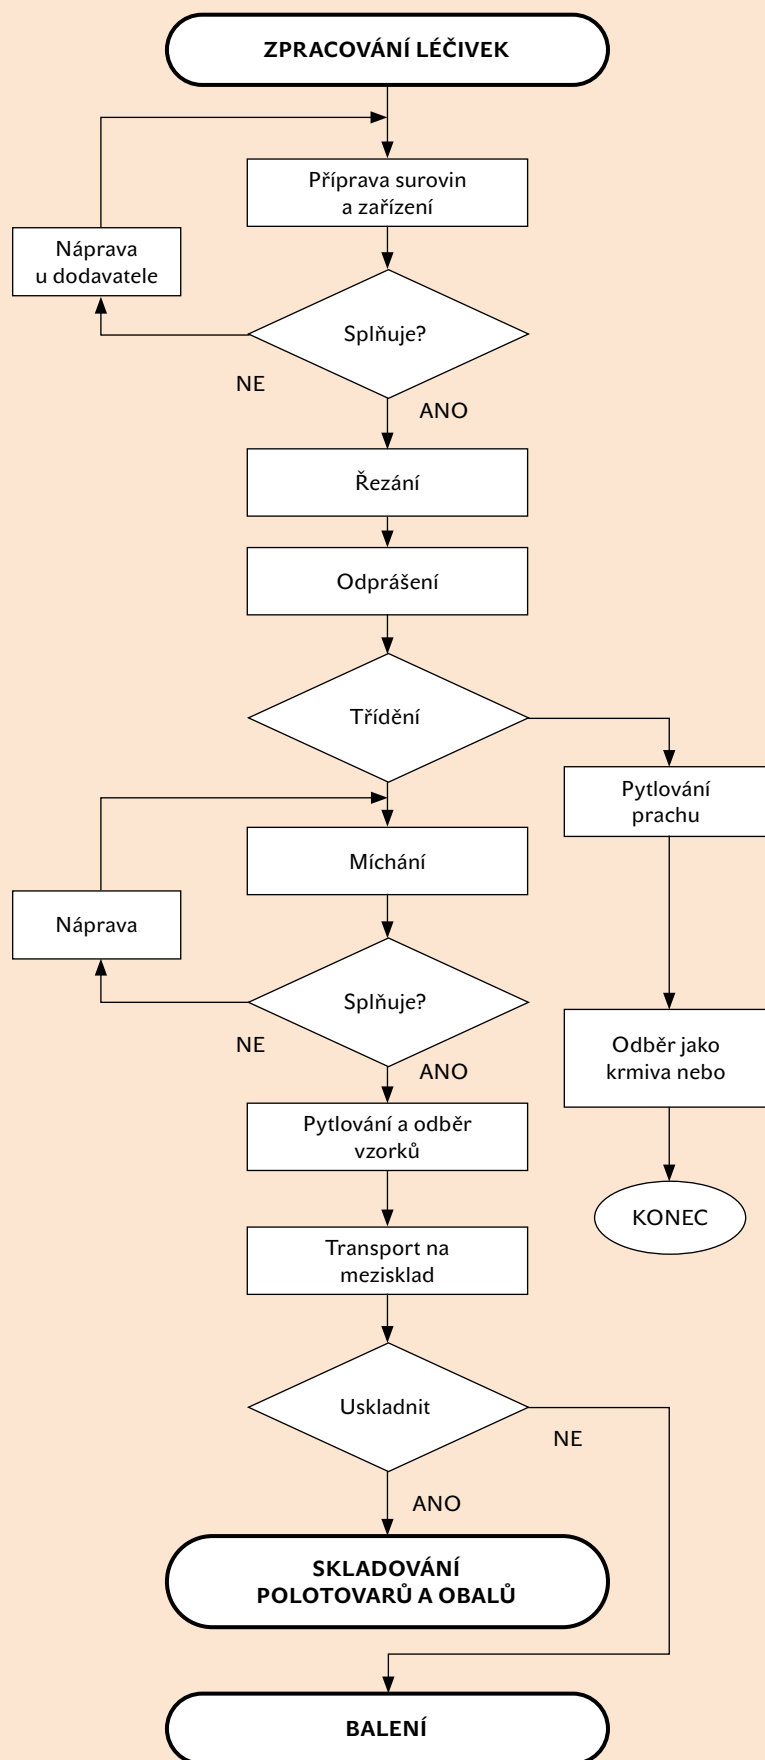 ZPRACOVÁNÍ LÉČIVEK
Příprava surovin
a zařízení
Náprava
u dodavatele
Splňuje?
NE
ANO
Řezání
Odprášení
Třídění
Pytlování
prachu
Míchání
Náprava
Splňuje?
NE
ANO
Odběr jako
krmiva nebo
Pytlování a odběr
vzorků
KONEC
Transport na
mezisklad
Uskladnit
NE
ANO
SKLADOVÁNÍ
POLOTOVARŮ A OBALŮ
BALENÍ